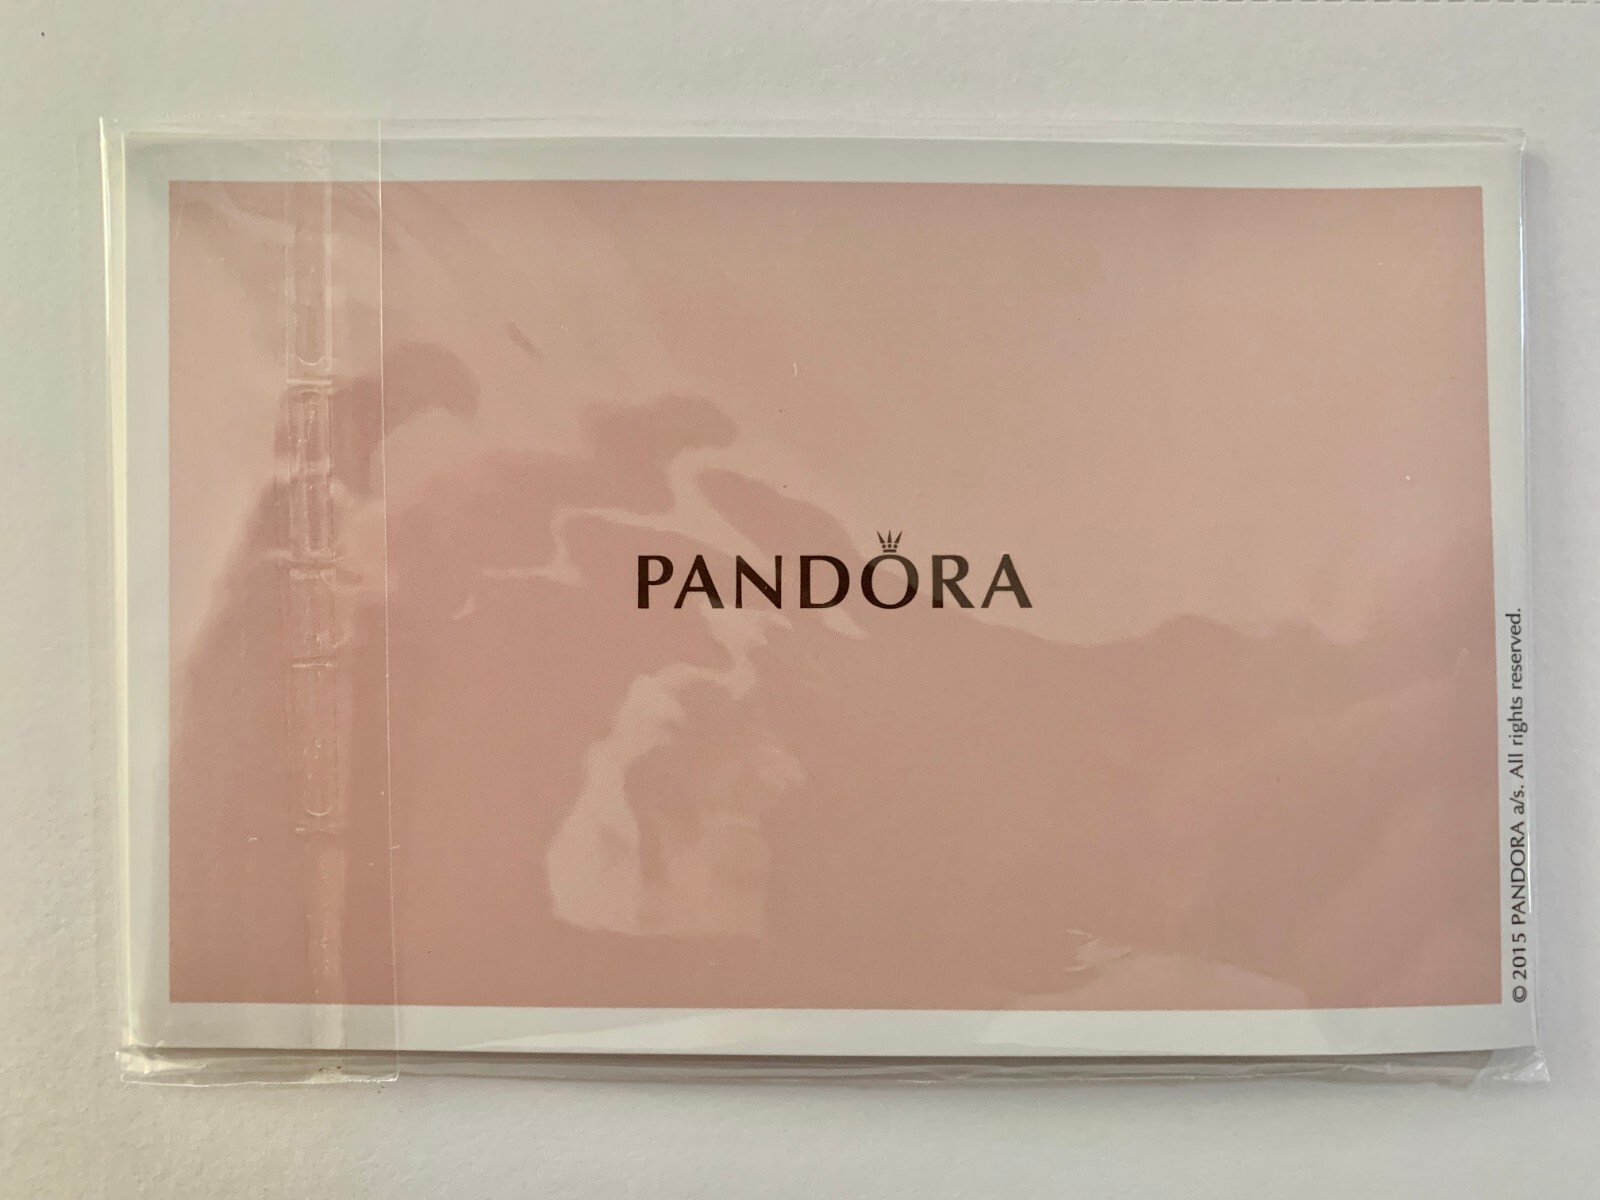 PANDORA
© 2015 PANDORA a/s. All rights reserved.